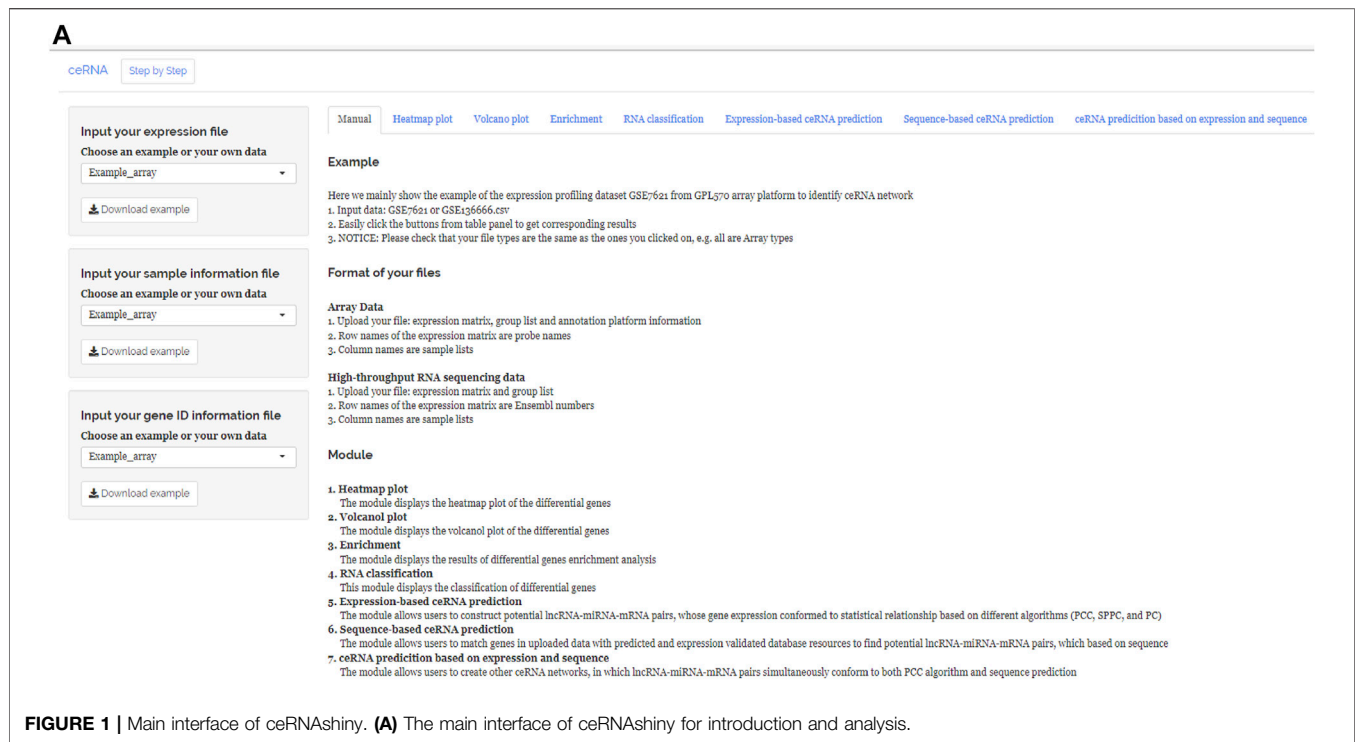 A
ceRNA Step by Step
Input your expression file
Choose an example or your own data
Example_array
Download example
Input your sample information file
Choose an example or your own data
Example_array
Download example
Input your gene ID information file
Choose an example or your own data
Example_array
Download example
Manual Heatmap plot Volcano plot Enrichment RNA classification Expression-based ceRNA prediction Sequence-based ceRNA prediction ceRNA predicition based on expression and sequence
Example
Here we mainly show the example of the expression profiling dataset GSE7621 from GPL570 array platform to identify ceRNA network
1. Input data: GSE7621 or GSE136666.csv
2. Easily click the buttons from table panel to get corresponding results
3. NOTICE: Please check that your file types are the same as the ones you clicked on, e.g. all are Array types
Format of your files
Array Data
1. Upload your file: expression matrix, group list and annotation platform information
2. Row names of the expression matrix are probe names
3. Column names are sample lists
High-throughput RNA sequencing data
1. Upload your file: expression matrix and group list
2. Row names of the expression matrix are Ensembl numbers
3. Column names are sample lists
Module
1. Heatmap plot
The module displays the heatmap plot of the differential genes
2. Volcanol plot
The module displays the volcanol plot of the differential genes
3. Enrichment
The module displays the results of differential genes enrichment analysis
4. RNA classification
This module displays the classification of differential genes
5. Expression-based ceRNA prediction
The module allows users to construct potential lncRNA-miRNA-mRNA pairs, whose gene expression conformed to statistical relationship based on different algorithms (PCC, SPPC, and PC)
6. Sequence-based ceRNA prediction
The module allows users to match genes in uploaded data with predicted and expression validated database resources to find potential lncRNA-miRNA-mRNA pairs, which based on sequence
7. ceRNA predicition based on expression and sequence
The module allows users to create other ceRNA networks, in which lncRNA-miRNA-mRNA pairs simultaneously conform to both PCC algorithm and sequence prediction
FIGURE 1 | Main interface of ceRNAshiny. (A) The main interface of ceRNAshiny for introduction and analysis.